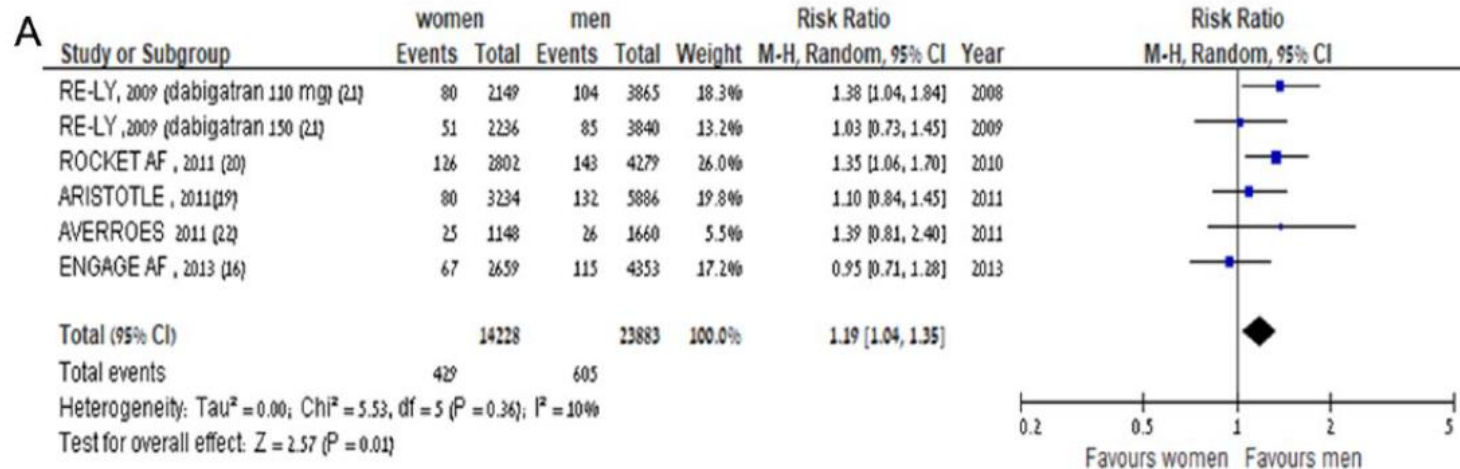 A
women men Risk Ratio Risk Ratio
Study or Subgroup Events Total Events Total Weight M-H, Random, 95% CI Year M-H, Random, 95% CI
RE-LY, 2009 (dabigatran 110 mg) (21) 80 2149 104 3865 18.3% 1.38 [1.04, 1.84] 2008
RE-LY ,2009 (dabigatran 150 (21) 51 2236 85 3840 13.2% 1.03 [0.73, 1.45] 2009
ROCKET AF , 2011 (20) 126 2802 143 4279 26.0% 1.35 [1.06, 1.70] 2010
ARISTOTLE , 2011(19) 80 3234 132 5886 19.8% 1.10 [0.84, 1.45] 2011
AVERROES 2011 (22) 25 1148 26 1660 5.5% 1.39 [0.81, 2.40] 2011
ENGAGE AF , 2013 (16) 67 2659 115 4353 17.2% 0.95 [0.71, 1.28] 2013
Total (95% CI) 14228 23883 100.0% 1.19 [1.04, 1.35]
Total events 429 605
Heterogeneity: Tau² = 0.00; Chi² = 5.53, df = 5 (P = 0.36); I² = 10%
Test for overall effect: Z = 2.57 (P = 0.01)
0.2 0.5 1 2 5
Favours women Favours men